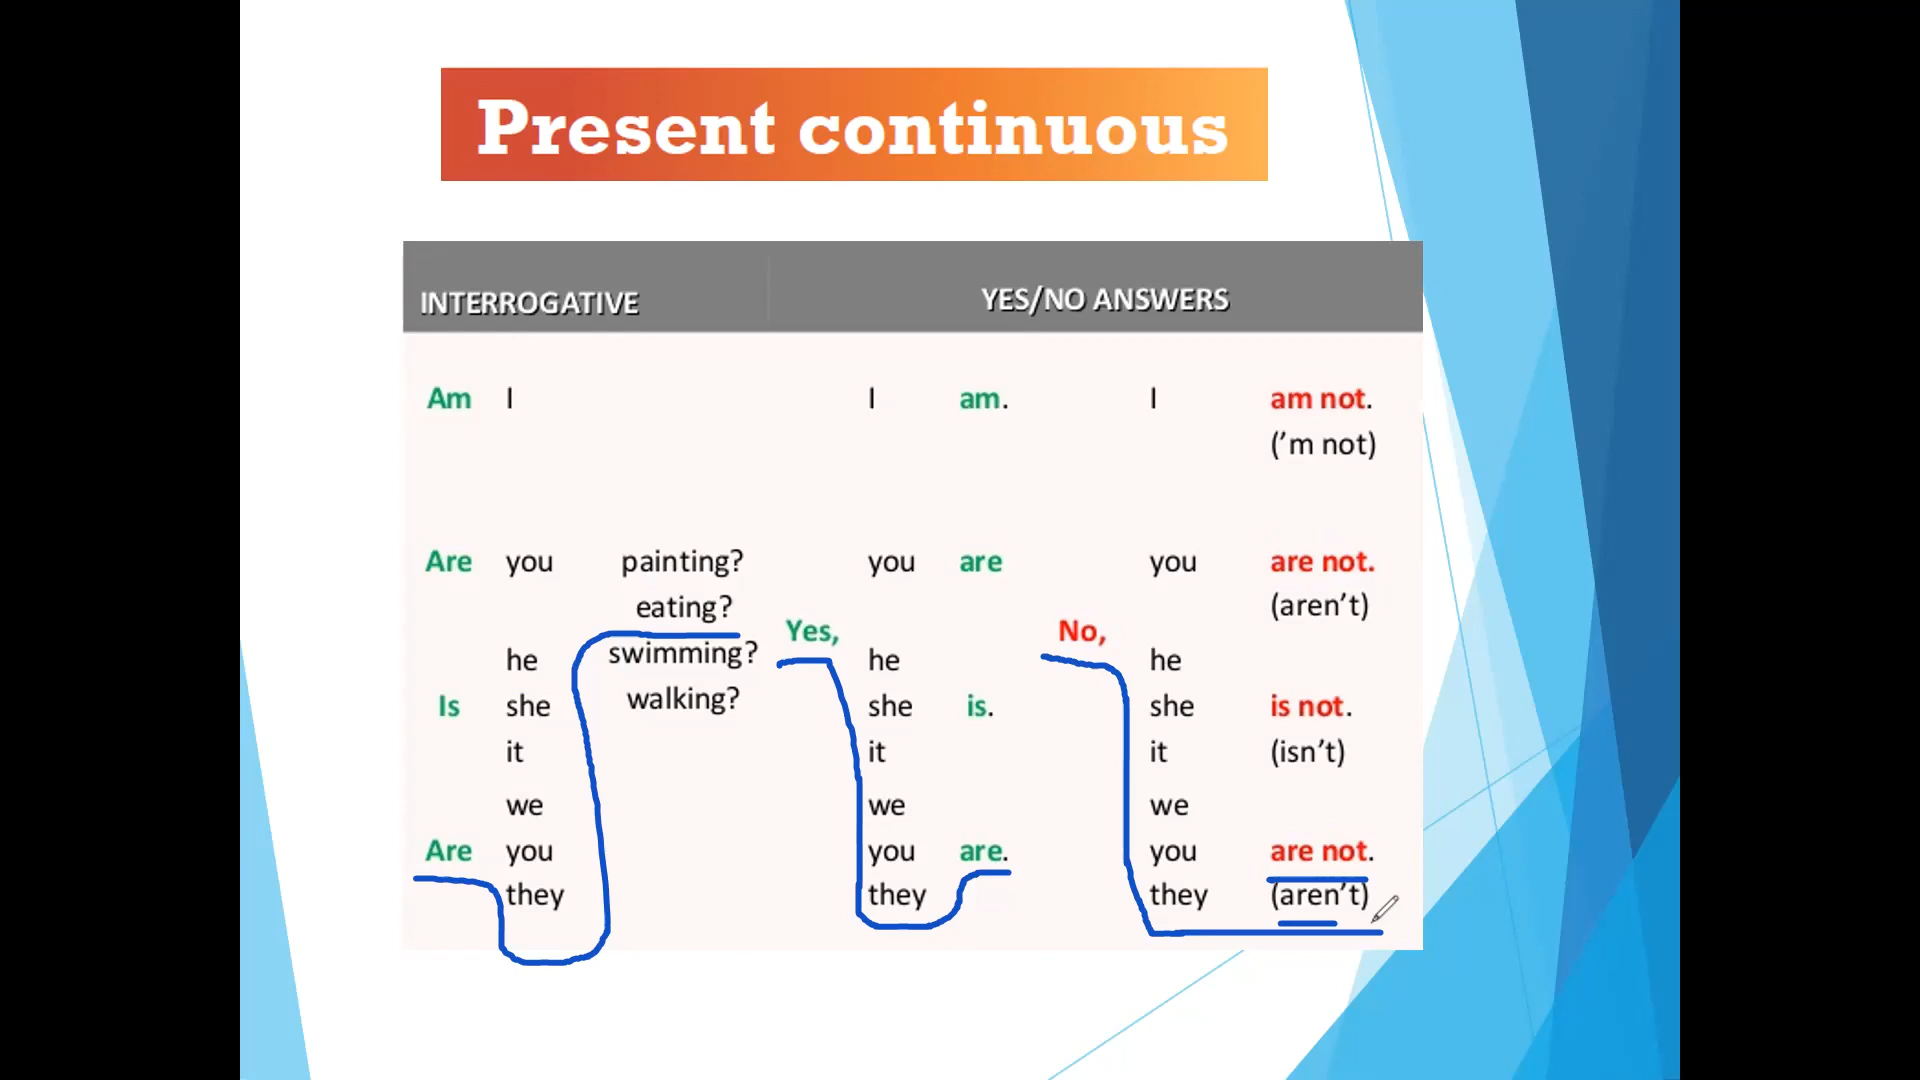 Present continuous
INTERROGATIVE YES/NO ANSWERS
Am I I am. I am not.
(’m not)
Are you painting? you are you are not.
eating? (aren’t)
Yes, No,
he swimming? he he
Is she walking? she is. she is not.
it it it (isn’t)
we we we
Are you you are. you are not.
they they they (aren’t)